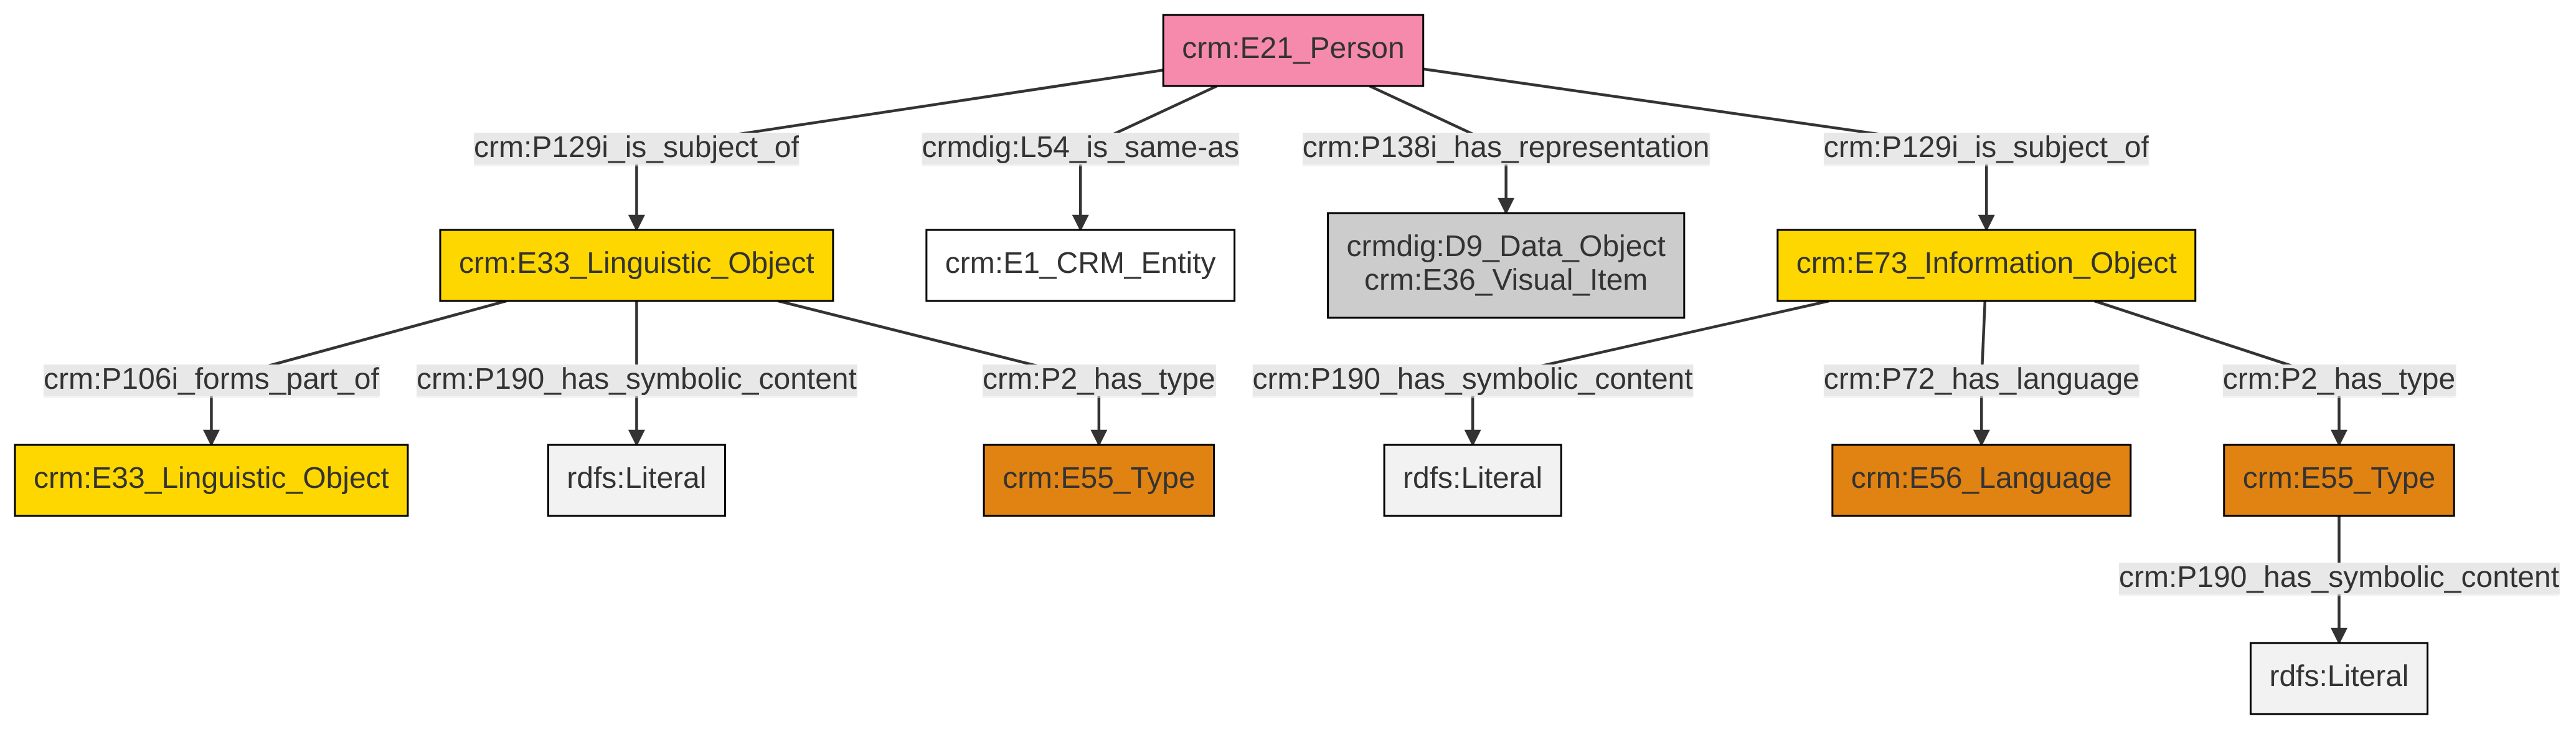 crm:E21_Person
crm:P129i_is_subject_of
crmdig:L54_is_same-as
crm:P138i_has_representation
crm:P129i_is_subject_of
crm:E33_Linguistic_Object
crm:E1_CRM_Entity
crmdig:D9_Data_Object
crm:E36_Visual_Item
crm:E73_Information_Object
crm:P106i_forms_part_of
crm:P190_has_symbolic_content
crm:P2_has_type
crm:P190_has_symbolic_content
crm:P72_has_language
crm:P2_has_type
crm:E33_Linguistic_Object
rdfs:Literal
crm:E55_Type
rdfs:Literal
crm:E56_Language
crm:E55_Type
crm:P190_has_symbolic_content
rdfs:Literal